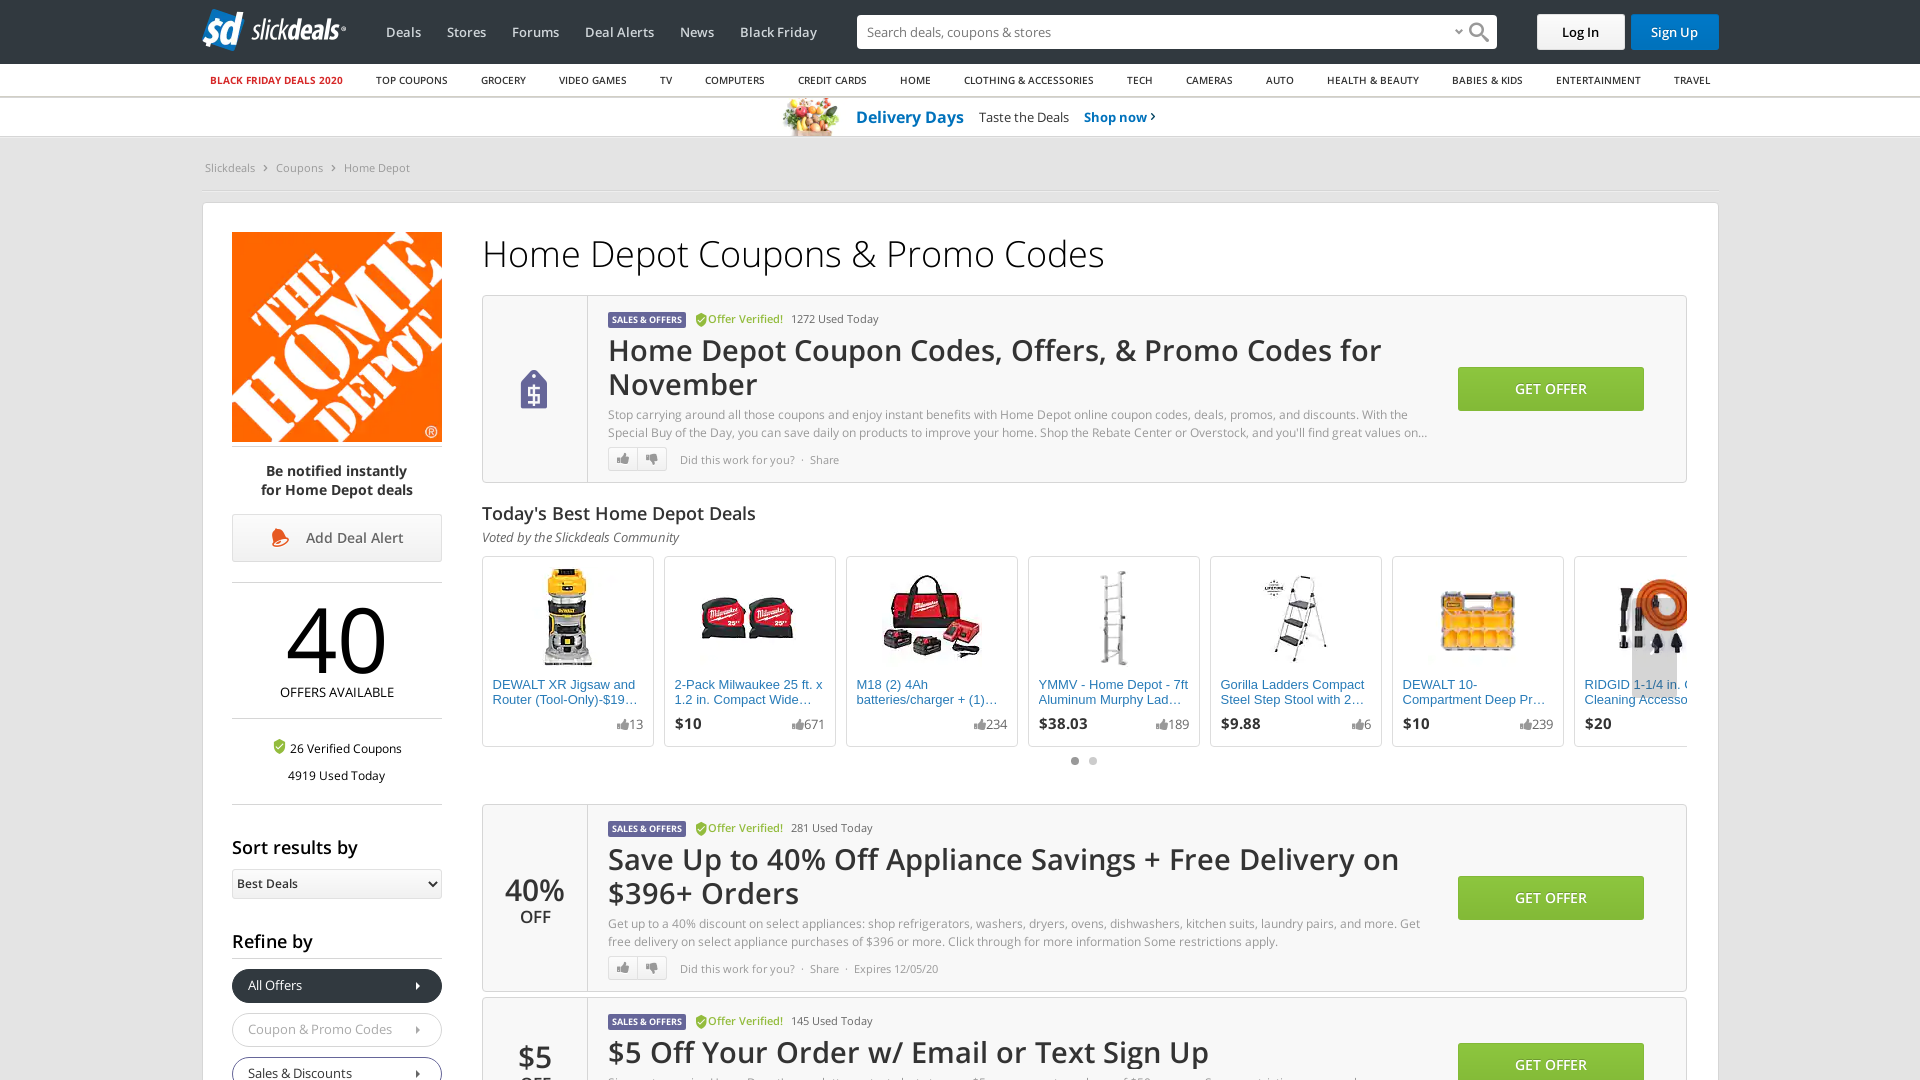 slickdeals
Deals
Stores
Forums
Deal Alerts
News
Black Friday
Search deals, coupons & stores
Log In
Sign Up
BLACK FRIDAY DEALS 2020
TOP COUPONS
GROCERY
VIDEO GAMES
TV
COMPUTERS
CREDIT CARDS
HOME
CLOTHING & ACCESSORIES
TECH
CAMERAS
AUTO
HEALTH & BEAUTY
BABIES & KIDS
ENTERTAINMENT
TRAVEL
Delivery Days Taste the Deals Shop now
Slickdeals > Coupons > Home Depot
THE
HOME
DEPOT
®
Be notified instantly
for Home Depot deals
Add Deal Alert
40
OFFERS AVAILABLE
26 Verified Coupons
4919 Used Today
Sort results by
Best Deals
Refine by
All Offers
Coupon & Promo Codes
Sales & Discounts
Home Depot Coupons & Promo Codes
SALES & OFFERS Offer Verified! 1272 Used Today
Home Depot Coupon Codes, Offers, & Promo Codes for
November
Stop carrying around all those coupons and enjoy instant benefits with Home Depot online coupon codes, deals, promos, and discounts. With the
Special Buy of the Day, you can save daily on products to improve your home. Shop the Rebate Center or Overstock, and you'll find great values on...
Did this work for you? · Share
GET OFFER
Today's Best Home Depot Deals
Voted by the Slickdeals Community
DEWALT XR Jigsaw and
Router (Tool-Only)-$19...
13
2-Pack Milwaukee 25 ft. x
1.2 in. Compact Wide...
$10
671
M18 (2) 4Ah
batteries/charger + (1)...
234
YMMV - Home Depot - 7ft
Aluminum Murphy Lad...
$38.03
189
Gorilla Ladders Compact
Steel Step Stool with 2...
$9.88
6
DEWALT 10-
Compartment Deep Pr...
$10
239
RIDGID 1-1/4 in.
Cleaning Accesso
$20
40%
OFF
SALES & OFFERS Offer Verified! 281 Used Today
Save Up to 40% Off Appliance Savings + Free Delivery on
$396+ Orders
Get up to a 40% discount on select appliances: shop refrigerators, washers, dryers, ovens, dishwashers, kitchen suits, laundry pairs, and more. Get
free delivery on select appliance purchases of $396 or more. Click through for more information Some restrictions apply.
Did this work for you? · Share · Expires 12/05/20
GET OFFER
$5
OFF
SALES & OFFERS Offer Verified! 145 Used Today
$5 Off Your Order w/ Email or Text Sign Up
GET OFFER